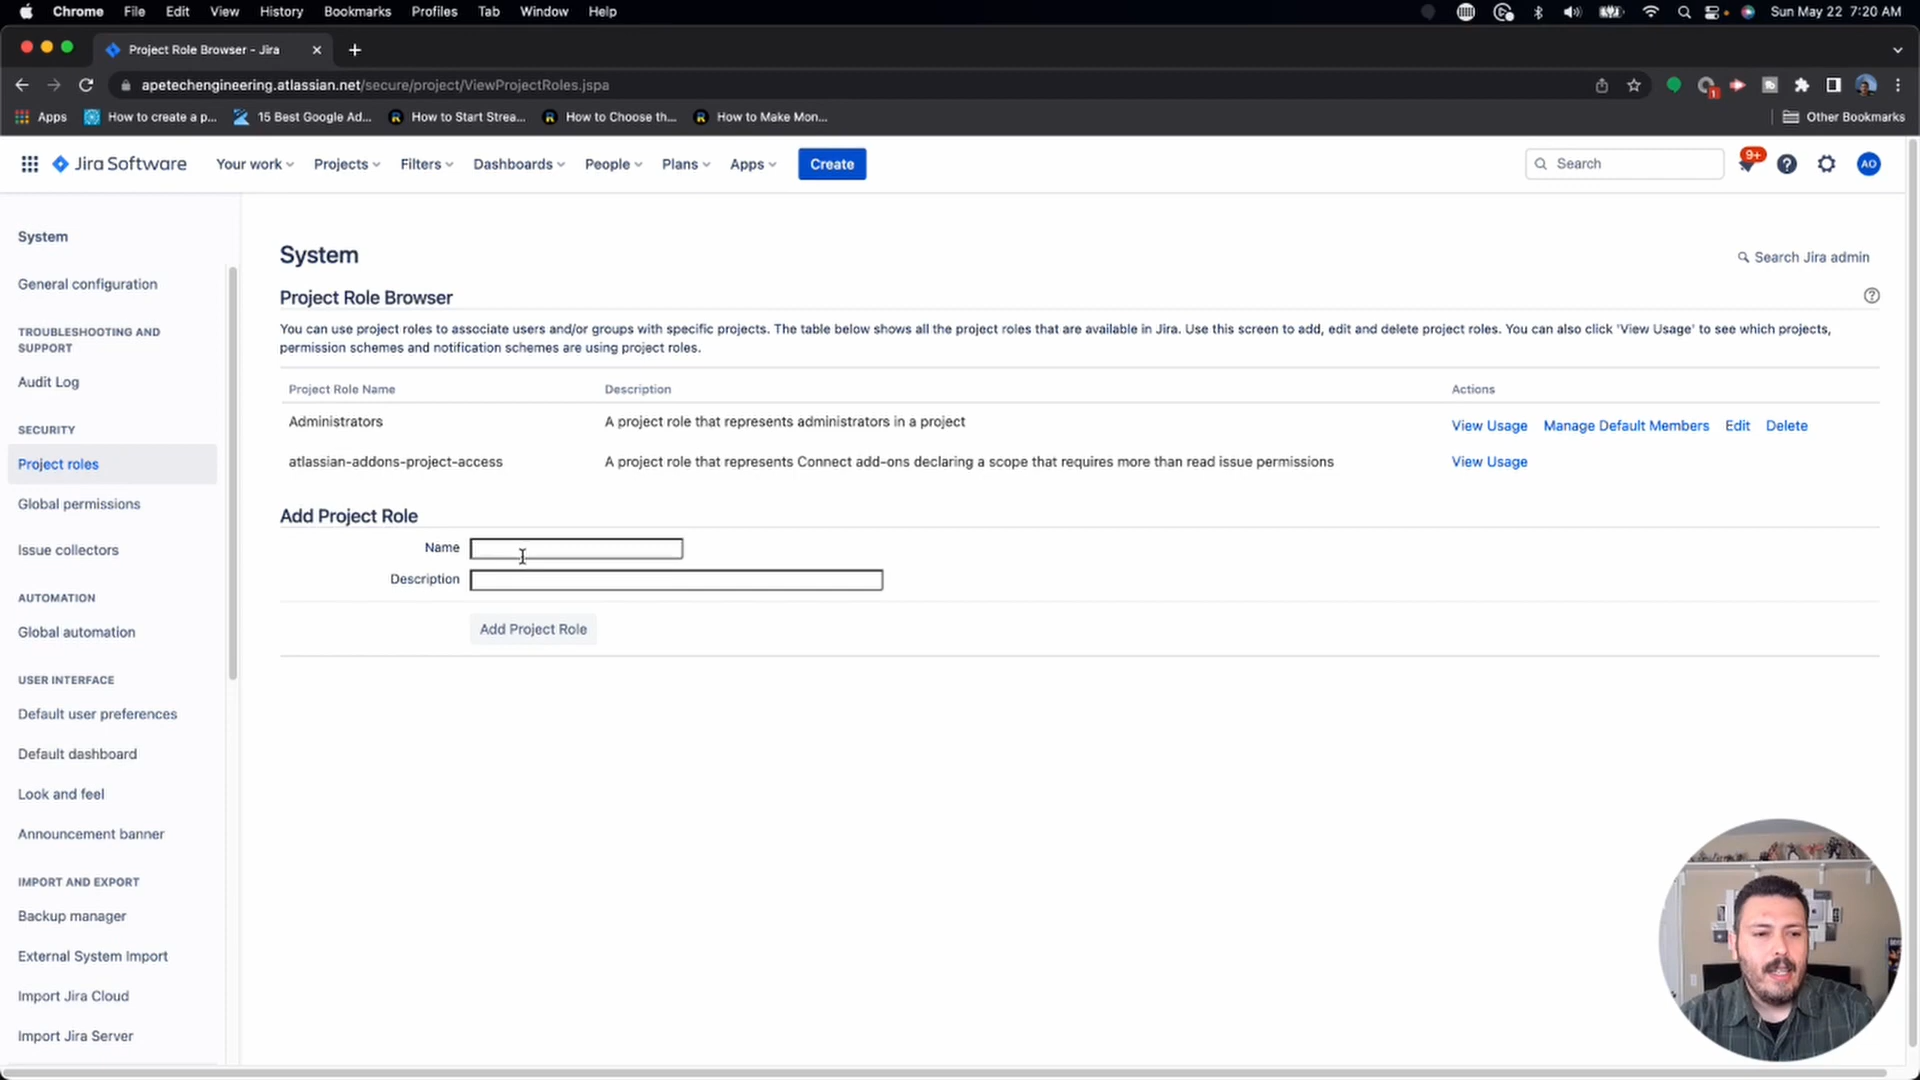 Chrome File Edit View History Bookmarks Profiles Tab Window Help Sun May 22 7:20 AM
Project Role Browser - Jira
apetechengineering.atlassian.net/secure/project/ViewProjectRoles.jspa
1
Apps How to create a p... 15 Best Google Ad... How to Start Strea... How to Choose th... How to Make Mon... Other Bookmarks
Jira Software Your work Projects Filters Dashboards People Plans Apps Create Search 9+ AO
System
General configuration
TROUBLESHOOTING AND
SUPPORT
Audit Log
SECURITY
Project roles
Global permissions
Issue collectors
AUTOMATION
Global automation
USER INTERFACE
Default user preferences
Default dashboard
Look and feel
Announcement banner
IMPORT AND EXPORT
Backup manager
External System Import
Import Jira Cloud
Import Jira Server
System
Search Jira admin
Project Role Browser
You can use project roles to associate users and/or groups with specific projects. The table below shows all the project roles that are available in Jira. Use this screen to add, edit and delete project roles. You can also click 'View Usage' to see which projects,
permission schemes and notification schemes are using project roles.
Project Role Name Description Actions
Administrators A project role that represents administrators in a project View Usage Manage Default Members Edit Delete
atlassian-addons-project-access A project role that represents Connect add-ons declaring a scope that requires more than read issue permissions View Usage
Add Project Role
Name
Description
Add Project Role